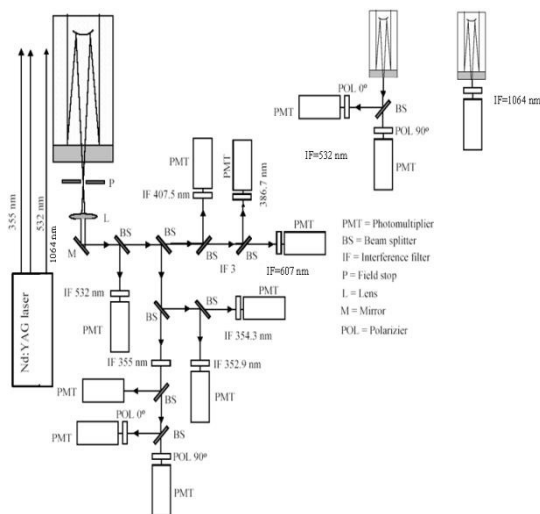 POL 0º
PMT
BS
POL 90º
IF=532 nm
PMT
IF=1064 nm
P
L
M
355 nm
532 nm
1064 nm
Nd:YAG laser
PMT
IF 407.5 nm
PMT
386.7 nm
BS
BS
BS
BS
IF 3
PMT
IF=607 nm
PMT = Photomultiplier
BS = Beam splitter
IF = Interference filter
P = Field stop
L = Lens
M = Mirror
POL = Polarizier
IF 532 nm
PMT
BS
BS
PMT
IF 354.3 nm
IF 355 nm
IF 352.9 nm
PMT
PMT
BS
POL 0º
PMT
BS
POL 90º
PMT